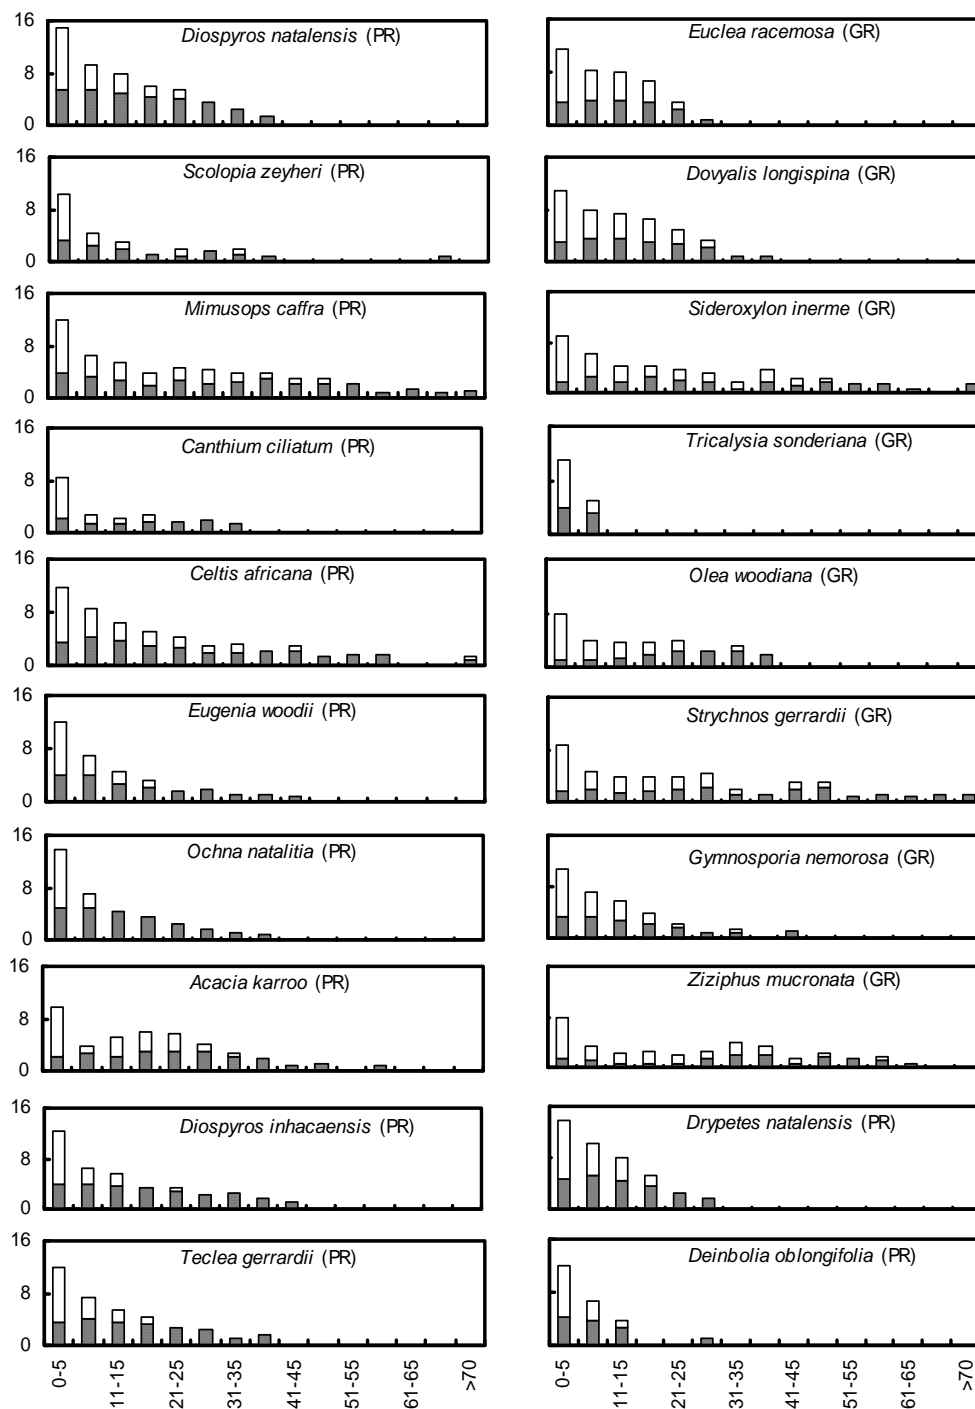 16
8
0
Diospyros natalensis (PR)
Euclea racemosa (GR)
16
8
0
Scolopia zeyheri (PR)
Dovyalis longispina (GR)
16
8
0
Mimusops caffra (PR)
Sideroxylon inerme (GR)
16
8
0
Canthium ciliatum (PR)
Tricalysia sonderiana (GR)
16
8
0
Celtis africana (PR)
Olea woodiana (GR)
16
8
0
Eugenia woodii (PR)
Strychnos gerrardii (GR)
16
8
0
Ochna natalitia (PR)
Gymnosporia nemorosa (GR)
16
8
0
Acacia karroo (PR)
Ziziphus mucronata (GR)
16
8
0
Diospyros inhacaensis (PR)
Drypetes natalensis (PR)
16
8
0
Teclea gerrardii (PR)
Deinbolia oblongifolia (PR)
0-5
11-15
21-25
31-35
41-45
51-55
61-65
>70
0-5
11-15
21-25
31-35
41-45
51-55
61-65
>70